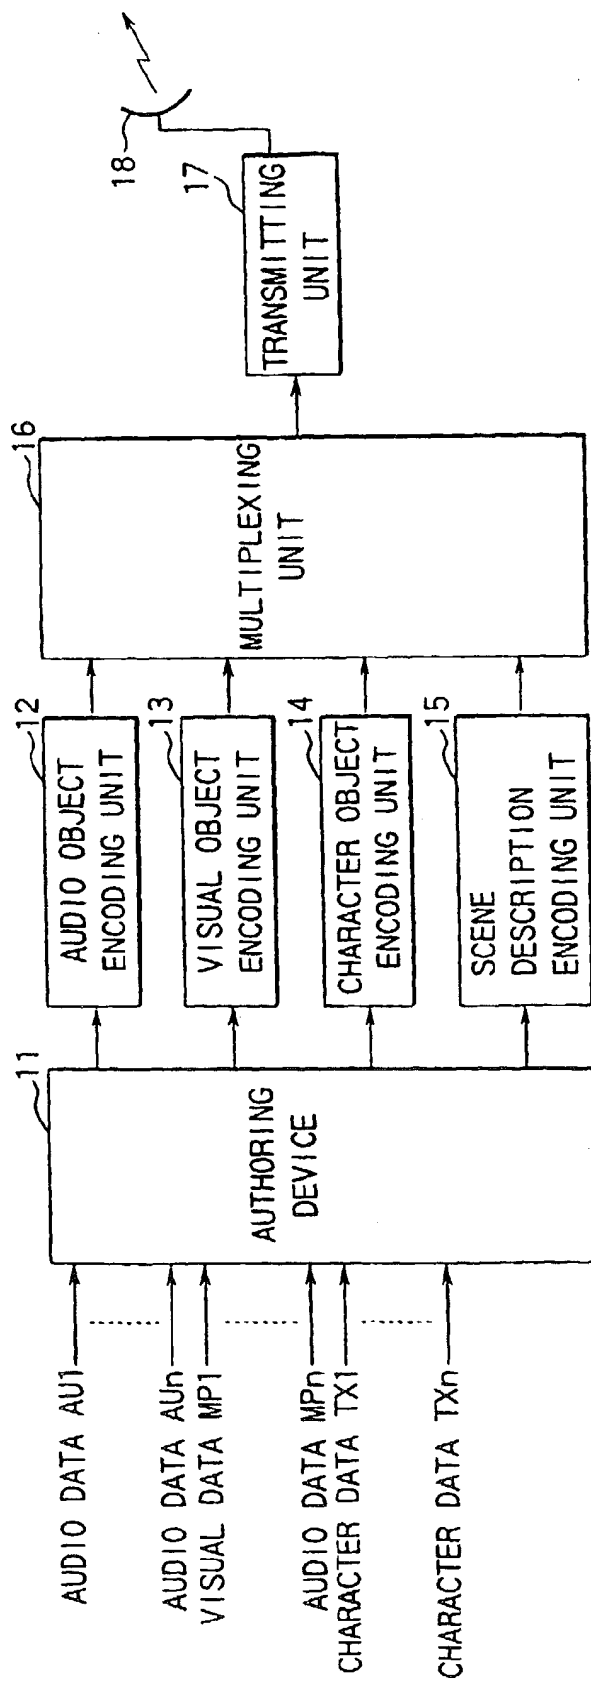 AUDIO DATA AU1
AUDIO DATA AUn
VISUAL DATA MP1
AUDIO DATA MPn
CHARACTER DATA TX1
CHARACTER DATA TXn
11
AUTHORING
DEVICE
12
AUDIO OBJECT
ENCODING UNIT
13
VISUAL OBJECT
ENCODING UNIT
14
CHARACTER OBJECT
ENCODING UNIT
15
SCENE
DESCRIPTION
ENCODING UNIT
16
MULTIPLEXING
UNIT
17
TRANSMITTING
UNIT
18